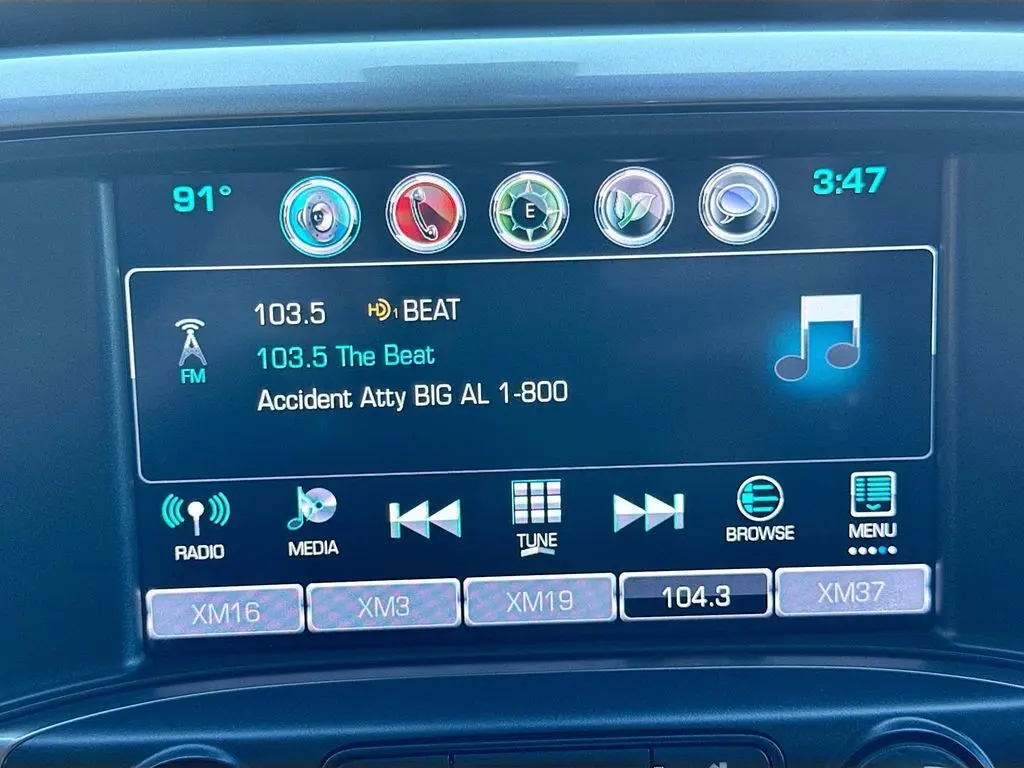 91° E 3:47
103.5 HD1 BEAT
FM 103.5 The Beat
Accident Atty BIG AL 1-800
RADIO MEDIA TUNE BROWSE MENU
XM16 XM3 XM19 104.3 XM37